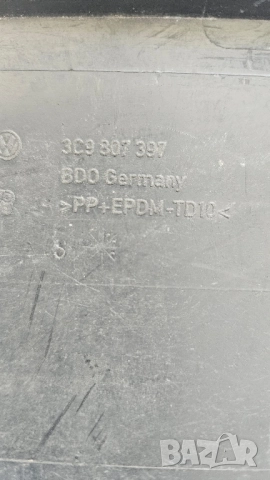 3C9 807 397
BDO Germany
>PP+EPDM-TD10<
bazar.bg